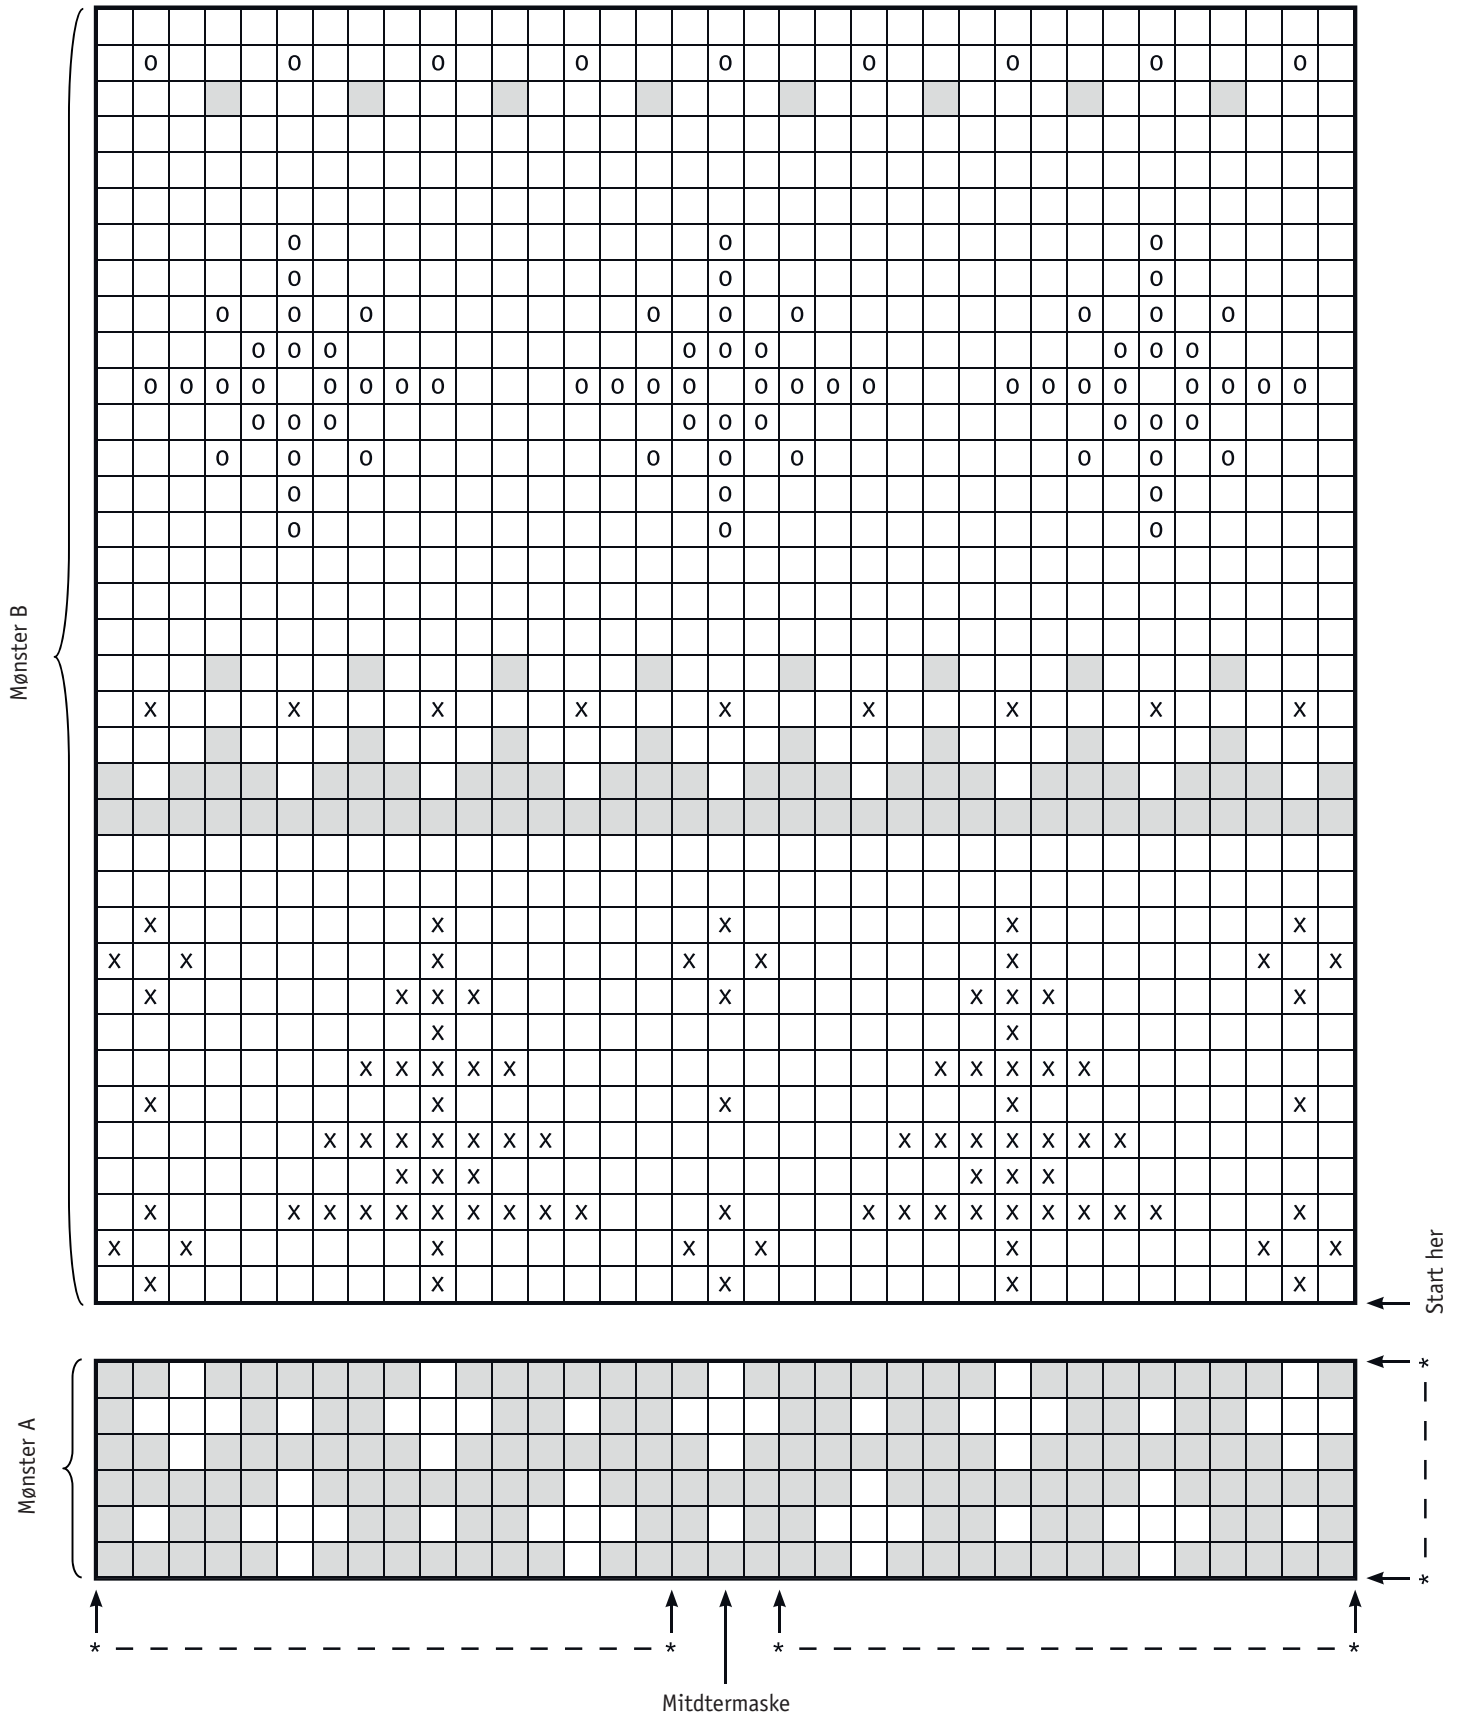 Mønster B
o o o o o o o o o
o o o
o o o
o o o o o o o o o
o o o o o o o o o
o o o o o o o o o o o o o o o o o o o o o o o o
o o o o o o o o o
o o o o o o o o o
o o o
o o o
x x x x x x x x x
x x x x x
x x x x x x x x
x x x x x x x x x
x x
x x x x x x x x x x
x x x x x
x x x x x x x x x x x x x x
x x x x x x
x x x x x x x x x x x x x x x x x x x x x
x x x x x x x x
x x x x x
Start her
Mønster A
* – – – – – – *
* – – – – – – – – – – – – – – – *
* – – – – – – – – – – – – – – – *
Mitdtermaske